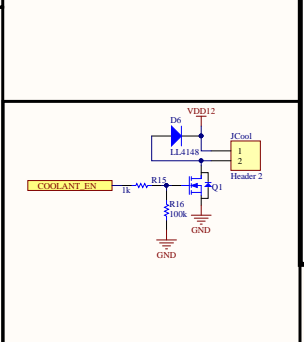 VDD12
D6
JCool
1
2
LL4148
Header 2
COOLANT_EN
R15
1k
Q1
R16
100k
GND
GND